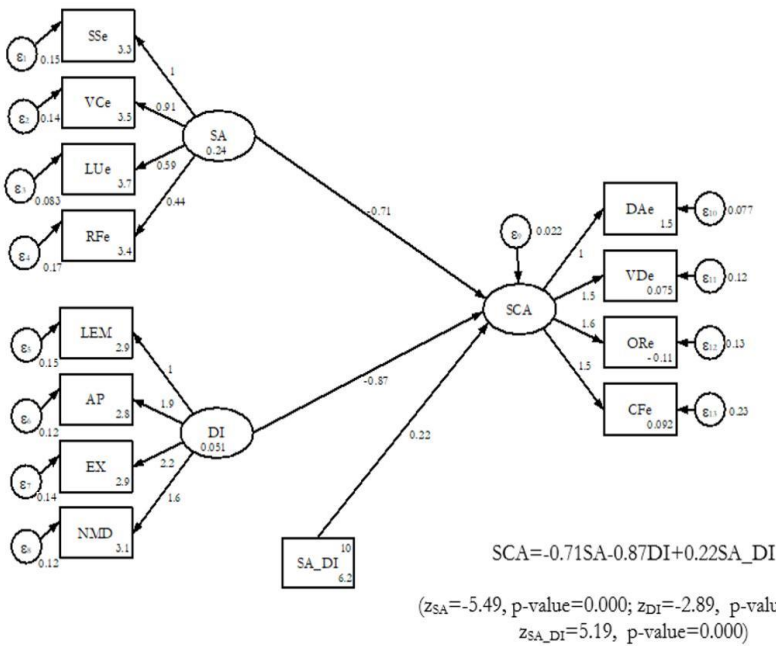 SSe
3.3
ε₁
0.15
1
VCe
3.5
ε₂
0.14
0.91
SA
0.24
LUe
3.7
ε₃
0.083
0.59
RFe
3.4
ε₄
0.17
0.44
-0.71
ε₉
0.022
DAe
1.5
ε₁₀
0.077
1
VDe
0.075
ε₁₁
0.12
1.5
SCA
ORe
-0.11
ε₁₂
0.13
1.6
CFe
0.092
ε₁₃
0.23
1.5
LEM
2.9
ε₅
0.15
1
AP
2.8
ε₆
0.12
1.9
DI
0.051
-0.87
EX
2.9
ε₇
0.14
2.2
NMD
3.1
ε₈
0.12
1.6
0.22
10
SA_DI
6.2
SCA=-0.71SA-0.87DI+0.22SA_DI
(zSA=-5.49, p-value=0.000; zDI=-2.89, p-valu
zSA_DI=5.19, p-value=0.000)